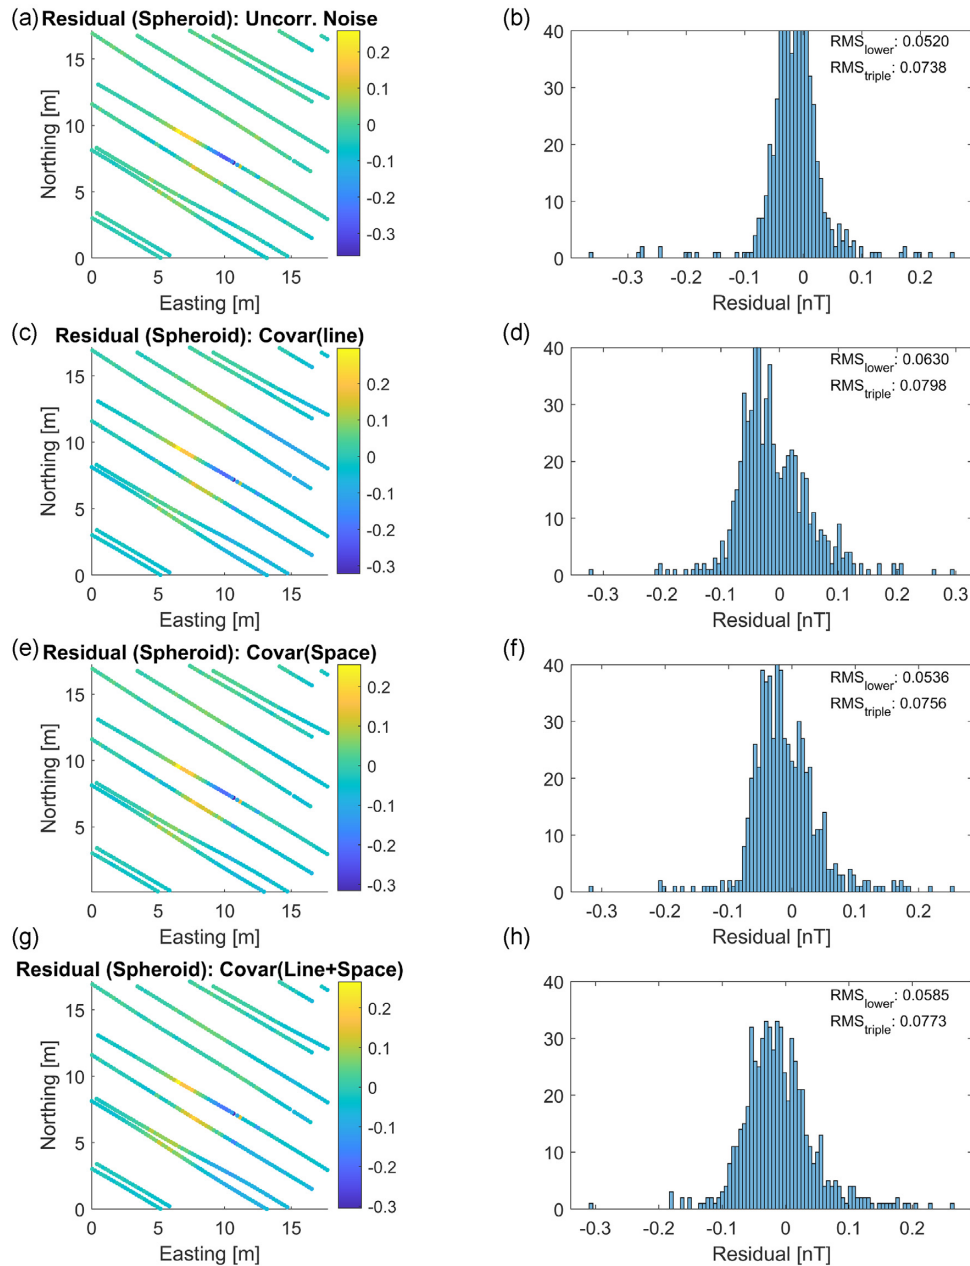 (a) Residual (Spheroid): Uncorr. Noise
15
10
5
0
Northing [m]
0 5 10 15
Easting [m]
0.2
0.1
0
-0.1
-0.2
-0.3
(b)
40
30
20
10
0
RMSlower: 0.0520
RMStriple: 0.0738
-0.3 -0.2 -0.1 0 0.1 0.2
Residual [nT]
(c) Residual (Spheroid): Covar(line)
15
10
5
0
Northing [m]
0 5 10 15
Easting [m]
0.2
0.1
0
-0.1
-0.2
-0.3
(d)
40
30
20
10
0
RMSlower: 0.0630
RMStriple: 0.0798
-0.3 -0.2 -0.1 0 0.1 0.2 0.3
Residual [nT]
(e) Residual (Spheroid): Covar(Space)
15
10
5
0
Northing [m]
0 5 10 15
Easting [m]
0.2
0.1
0
-0.1
-0.2
-0.3
(f)
40
30
20
10
0
RMSlower: 0.0536
RMStriple: 0.0756
-0.3 -0.2 -0.1 0 0.1 0.2
Residual [nT]
(g)
Residual (Spheroid): Covar(Line+Space)
15
10
5
0
Northing [m]
0 5 10 15
Easting [m]
0.2
0.1
0
-0.1
-0.2
-0.3
(h)
40
30
20
10
0
RMSlower: 0.0585
RMStriple: 0.0773
-0.3 -0.2 -0.1 0 0.1 0.2
Residual [nT]